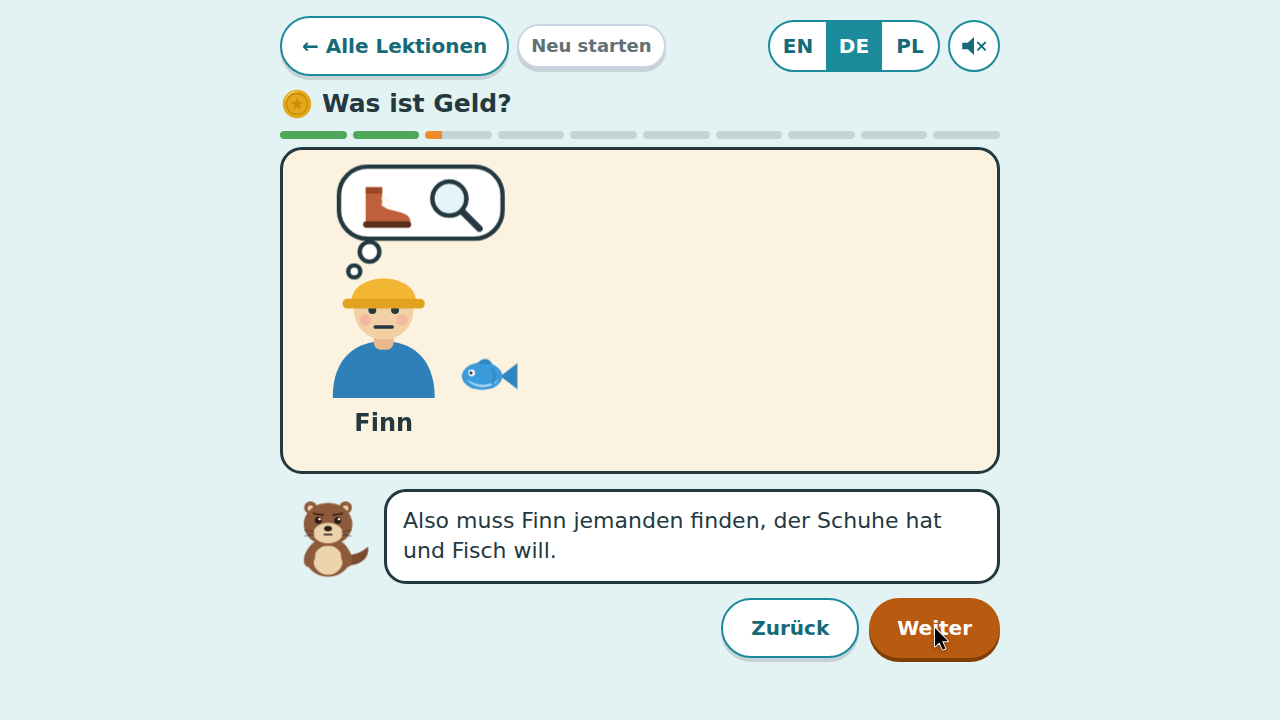 ← Alle Lektionen
Neu starten
EN DE PL
Was ist Geld?
Finn
Also muss Finn jemanden finden, der Schuhe hat
und Fisch will.
Zurück
Weiter